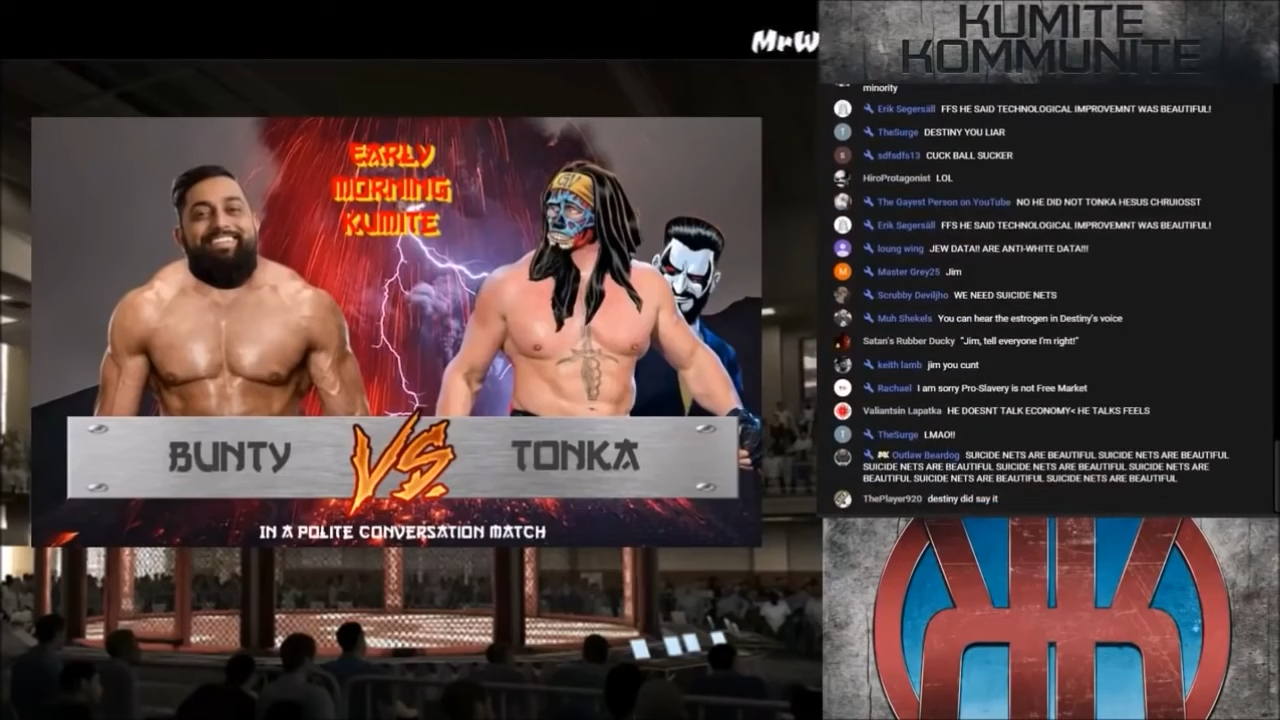 MrW
KUMITE
KOMMUNITE
EARLY
MORNING
KUMITE
BUNTY
VS
TONKA
IN A POLITE CONVERSATION MATCH
minority
Erik Segersäll FFS HE SAID TECHNOLOGICAL IMPROVEMNT WAS BEAUTIFUL!
T
TheSurge DESTINY YOU LIAR
S
sdfsdfs13 CUCK BALL SUCKER
HiroProtagonist LOL
The Gayest Person on YouTube NO HE DID NOT TONKA HESUS CHRUIOSST
Erik Segersäll FFS HE SAID TECHNOLOGICAL IMPROVEMNT WAS BEAUTIFUL!
loung wing JEW DATA!! ARE ANTI-WHITE DATA!!!
M
Master Grey25 Jim
Scrubby Deviljho WE NEED SUICIDE NETS
Muh Shekels You can hear the estrogen in Destiny's voice
Satan's Rubber Ducky "Jim, tell everyone I'm right!"
keith lamb jim you cunt
Rachael I am sorry Pro-Slavery is not Free Market
Valiantsin Lapatka HE DOESNT TALK ECONOMY< HE TALKS FEELS
T
TheSurge LMAO!!
Outlaw Beardog SUICIDE NETS ARE BEAUTIFUL SUICIDE NETS ARE BEAUTIFUL
SUICIDE NETS ARE BEAUTIFUL SUICIDE NETS ARE BEAUTIFUL SUICIDE NETS ARE
BEAUTIFUL SUICIDE NETS ARE BEAUTIFUL SUICIDE NETS ARE BEAUTIFUL
ThePlayer920 destiny did say it